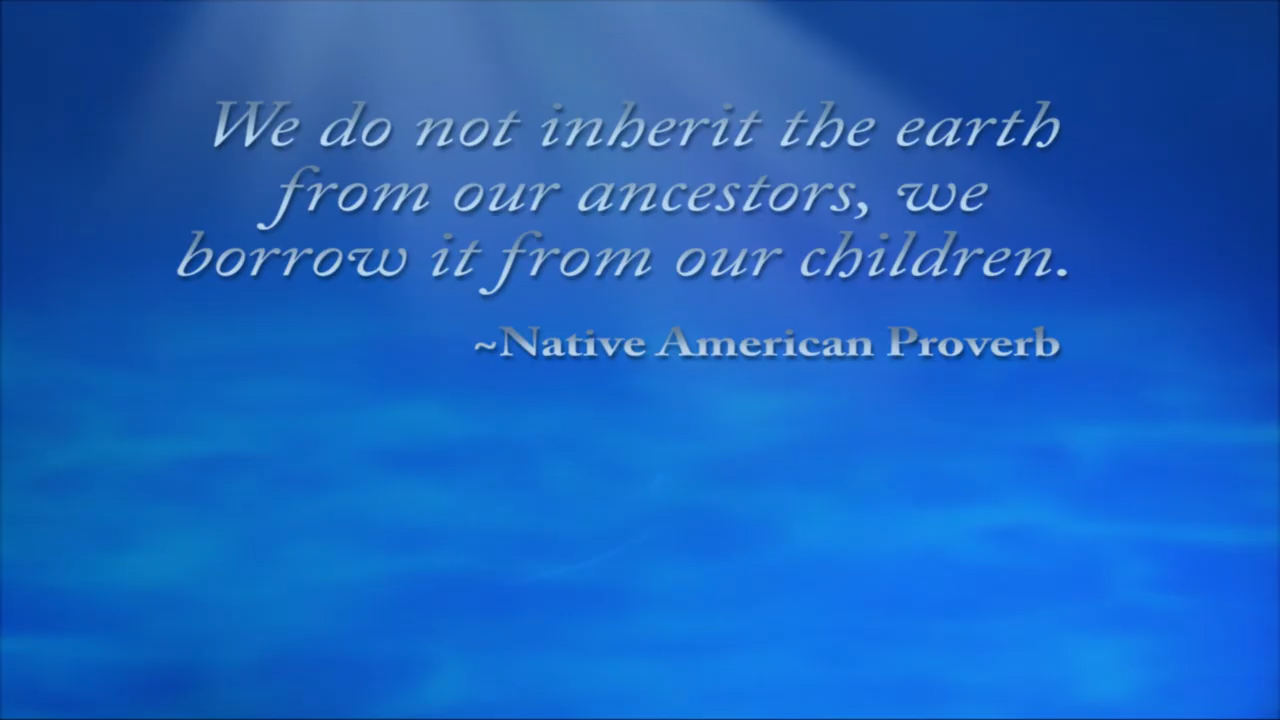 We do not inherit the earth
from our ancestors, we
borrow it from our children.
~Native American Proverb